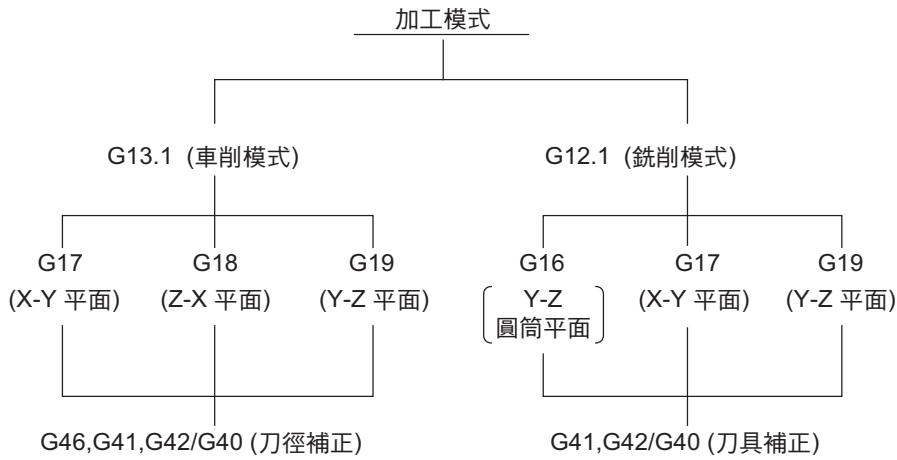 加工模式
G13.1 (車削模式)
G12.1 (銑削模式)
G17
(X-Y 平面)
G18
(Z-X 平面)
G19
(Y-Z 平面)
G16
Y-Z
圓筒平面
G17
(X-Y 平面)
G19
(Y-Z 平面)
G46,G41,G42/G40 (刀徑補正)
G41,G42/G40 (刀具補正)